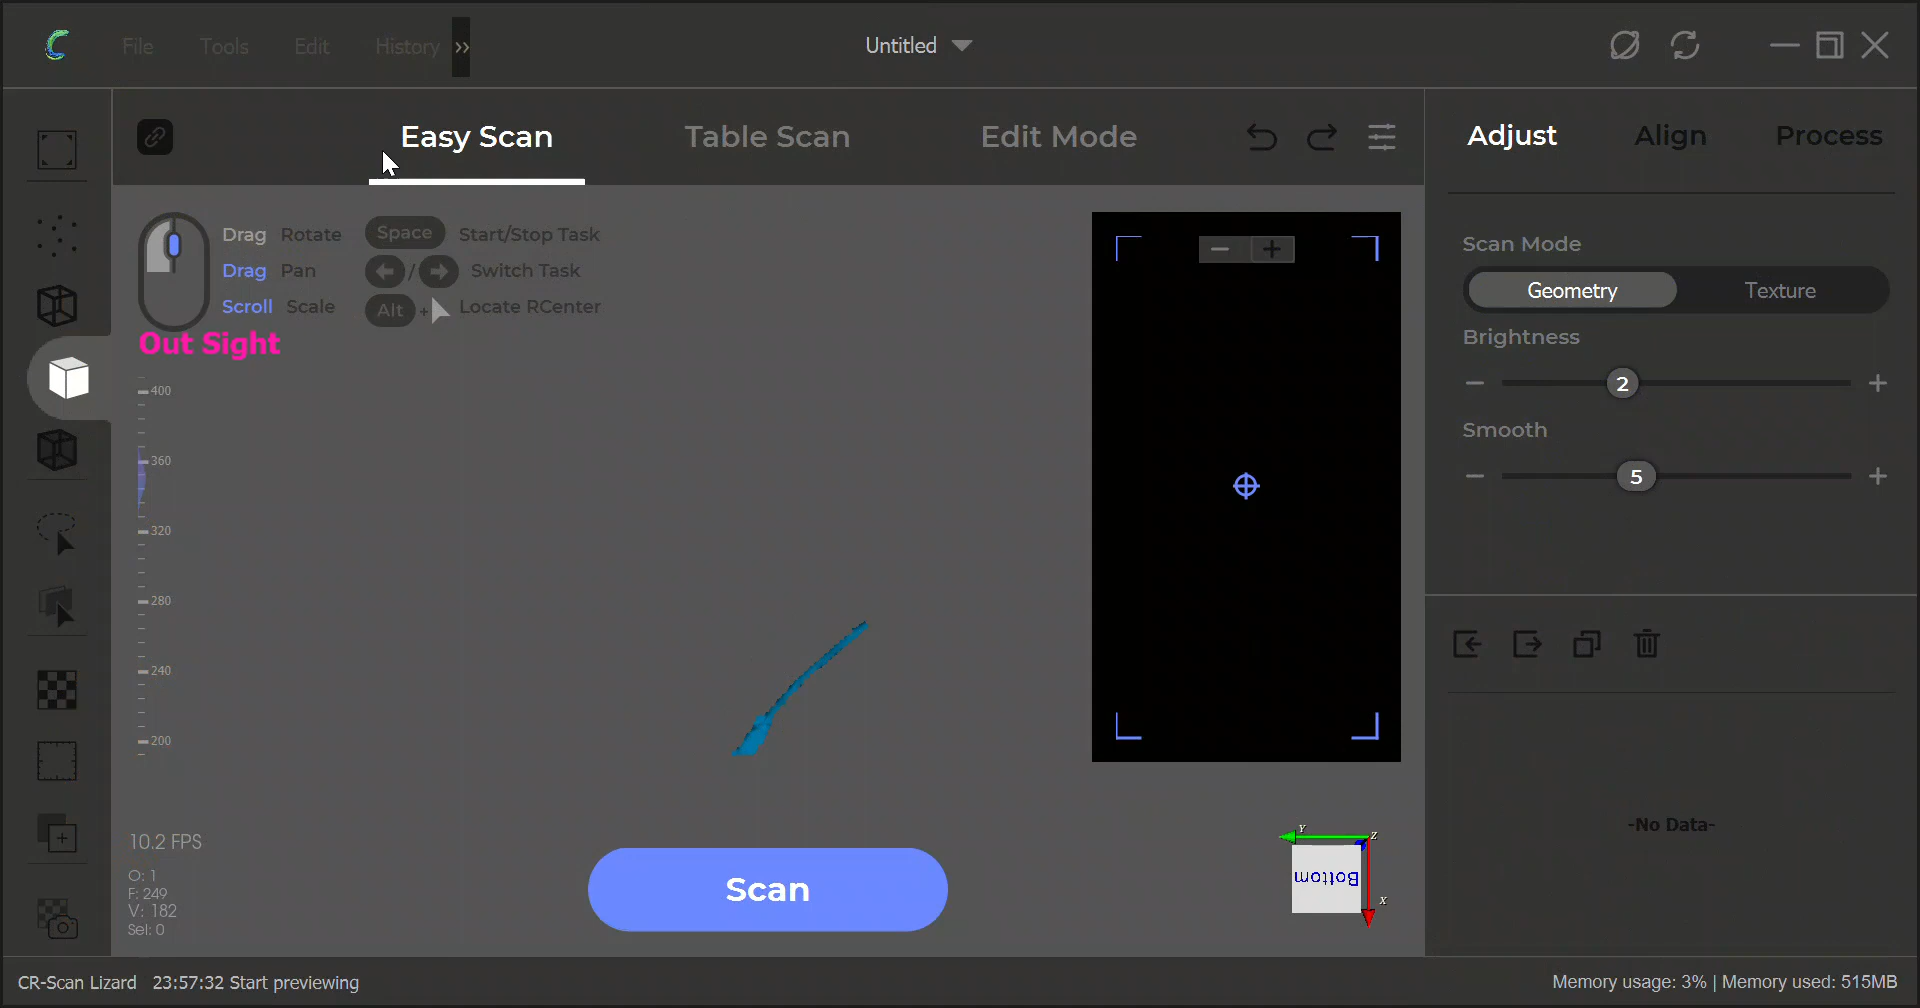 File Tools Edit History »
Untitled
Easy Scan Table Scan Edit Mode
Adjust Align Process
Drag Rotate Space Start/Stop Task
Drag Pan / Switch Task
Scroll Scale Alt + Locate RCenter
Out Sight
400
360
320
280
240
200
Scan Mode
Geometry Texture
Brightness
2
Smooth
5
-No Data-
10.2 FPS
O: 1
F: 249
V: 182
Sel: 0
Scan
Y
Z
Bottom
X
CR-Scan Lizard 23:57:32 Start previewing
Memory usage: 3% | Memory used: 515MB